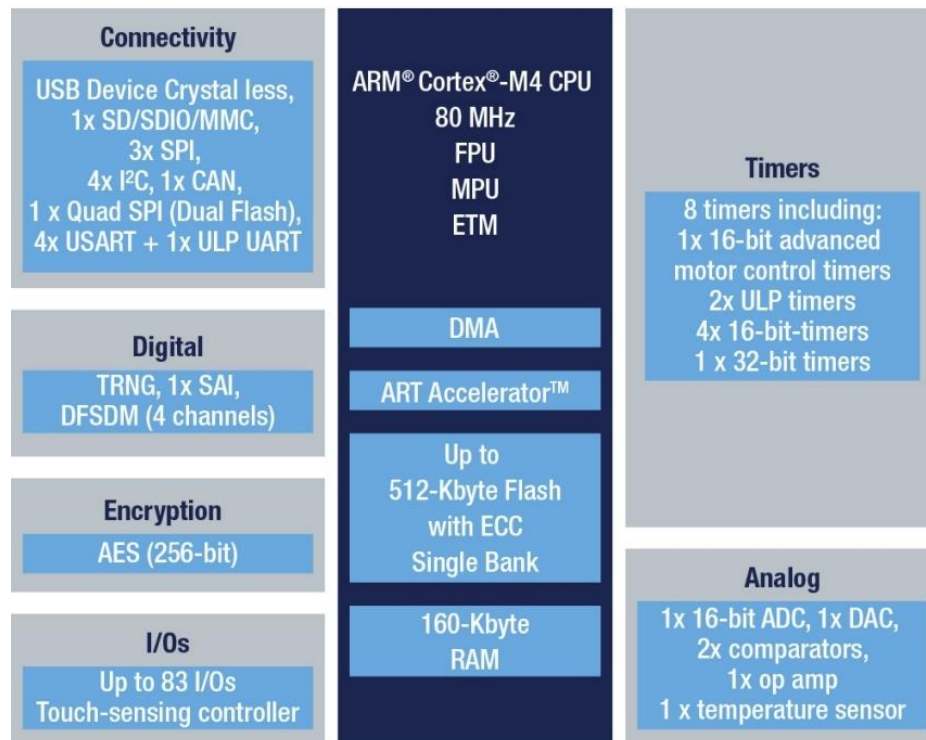 Connectivity
USB Device Crystal less,
1x SD/SDIO/MMC,
3x SPI,
4x I²C, 1x CAN,
1 x Quad SPI (Dual Flash),
4x USART + 1x ULP UART
Digital
TRNG, 1x SAI,
DFSDM (4 channels)
Encryption
AES (256-bit)
I/Os
Up to 83 I/Os
Touch-sensing controller
ARM® Cortex®-M4 CPU
80 MHz
FPU
MPU
ETM
DMA
ART Accelerator™
Up to
512-Kbyte Flash
with ECC
Single Bank
160-Kbyte
RAM
Timers
8 timers including:
1x 16-bit advanced
motor control timers
2x ULP timers
4x 16-bit-timers
1 x 32-bit timers
Analog
1x 16-bit ADC, 1x DAC,
2x comparators,
1x op amp
1 x temperature sensor